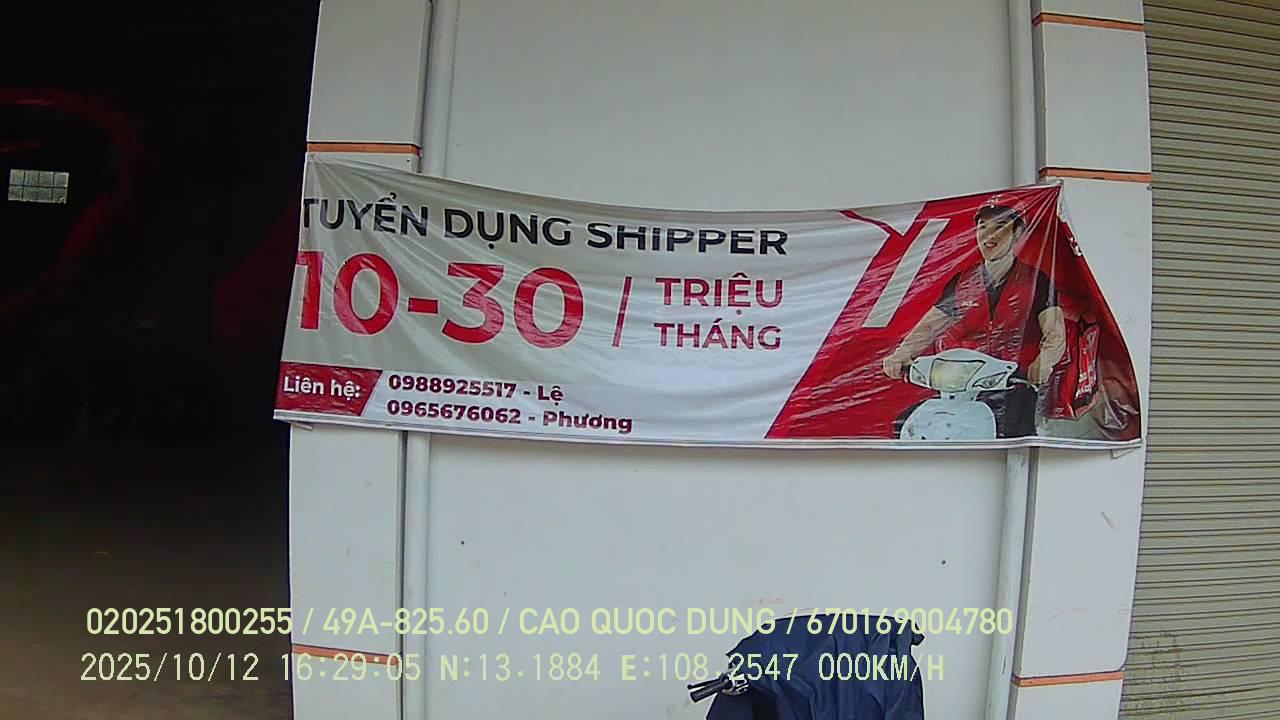 TUYỂN DỤNG SHIPPER
10-30 / TRIỆU THÁNG
Liên hệ: 0988925517 - Lệ
0965676062 - Phương
020251800255 / 49A-825.60 / CAO QUOC DUNG / 670169004780
2025/10/12 16:29:05 N:13.1884 E:108.2547 000KM/H